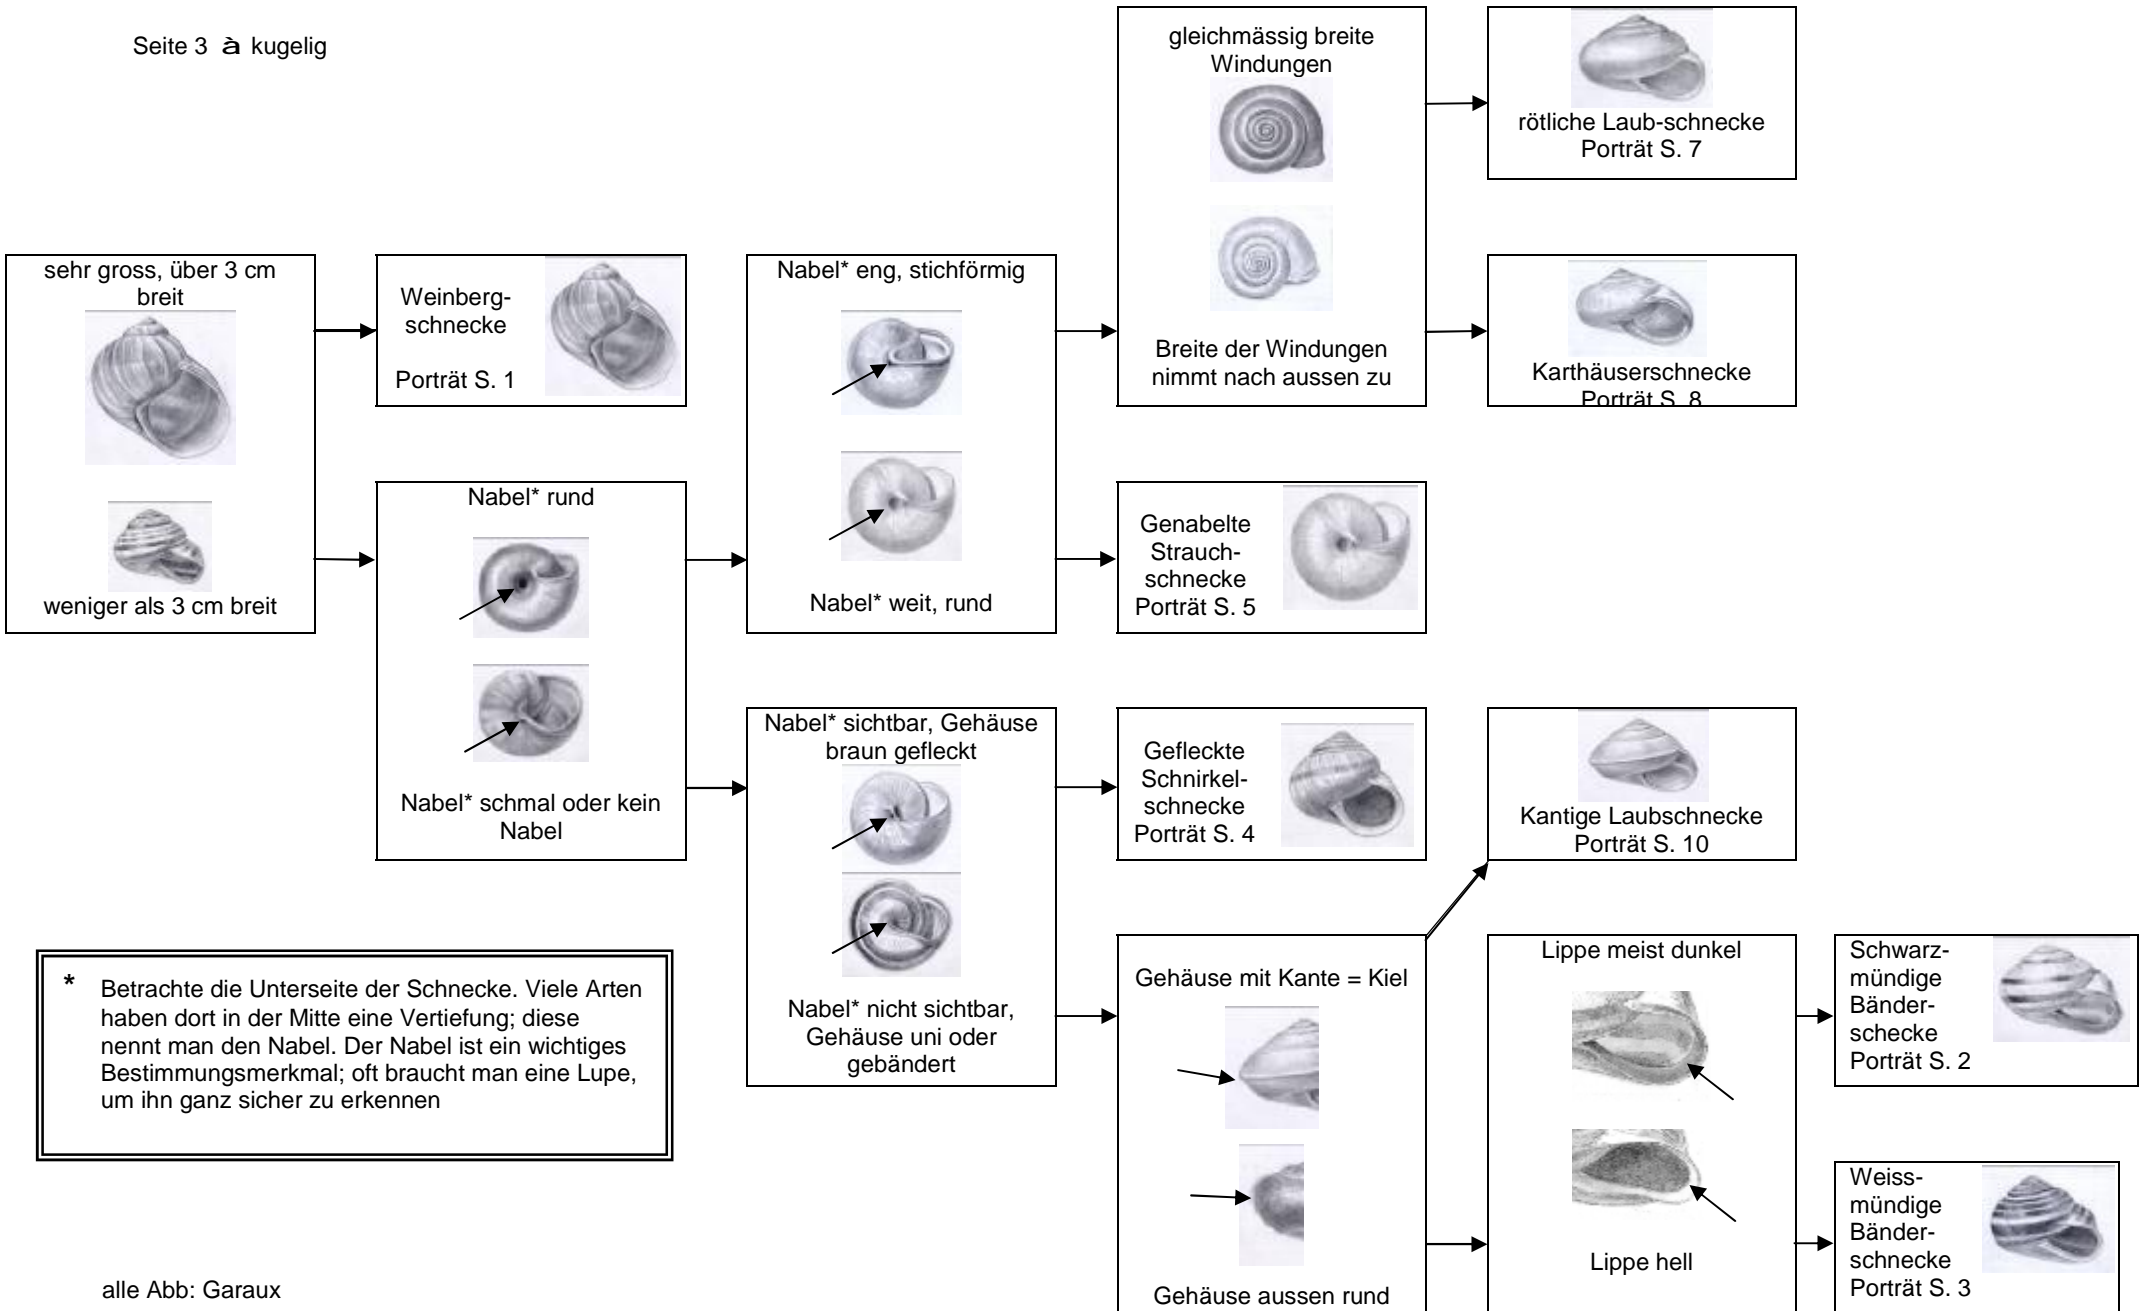 Seite 3 à kugelig
sehr gross, über 3 cm
breit
weniger als 3 cm breit
Weinberg-
schnecke
Porträt S. 1
Nabel* rund
Nabel* schmal oder kein
Nabel
Nabel* eng, stichförmig
Nabel* weit, rund
Nabel* sichtbar, Gehäuse
braun gefleckt
Nabel* nicht sichtbar,
Gehäuse uni oder
gebändert
gleichmässig breite
Windungen
Breite der Windungen
nimmt nach aussen zu
rötliche Laub-schnecke
Porträt S. 7
Karthäuserschnecke
Porträt S. 8
Genabelte
Strauch-
schnecke
Porträt S. 5
Gefleckte
Schnirkel-
schnecke
Porträt S. 4
Kantige Laubschnecke
Porträt S. 10
Gehäuse mit Kante = Kiel
Gehäuse aussen rund
Lippe meist dunkel
Lippe hell
Schwarz-
mündige
Bänder-
schecke
Porträt S. 2
Weiss-
mündige
Bänder-
schnecke
Porträt S. 3
* Betrachte die Unterseite der Schnecke. Viele Arten
haben dort in der Mitte eine Vertiefung; diese
nennt man den Nabel. Der Nabel ist ein wichtiges
Bestimmungsmerkmal; oft braucht man eine Lupe,
um ihn ganz sicher zu erkennen
alle Abb: Garaux